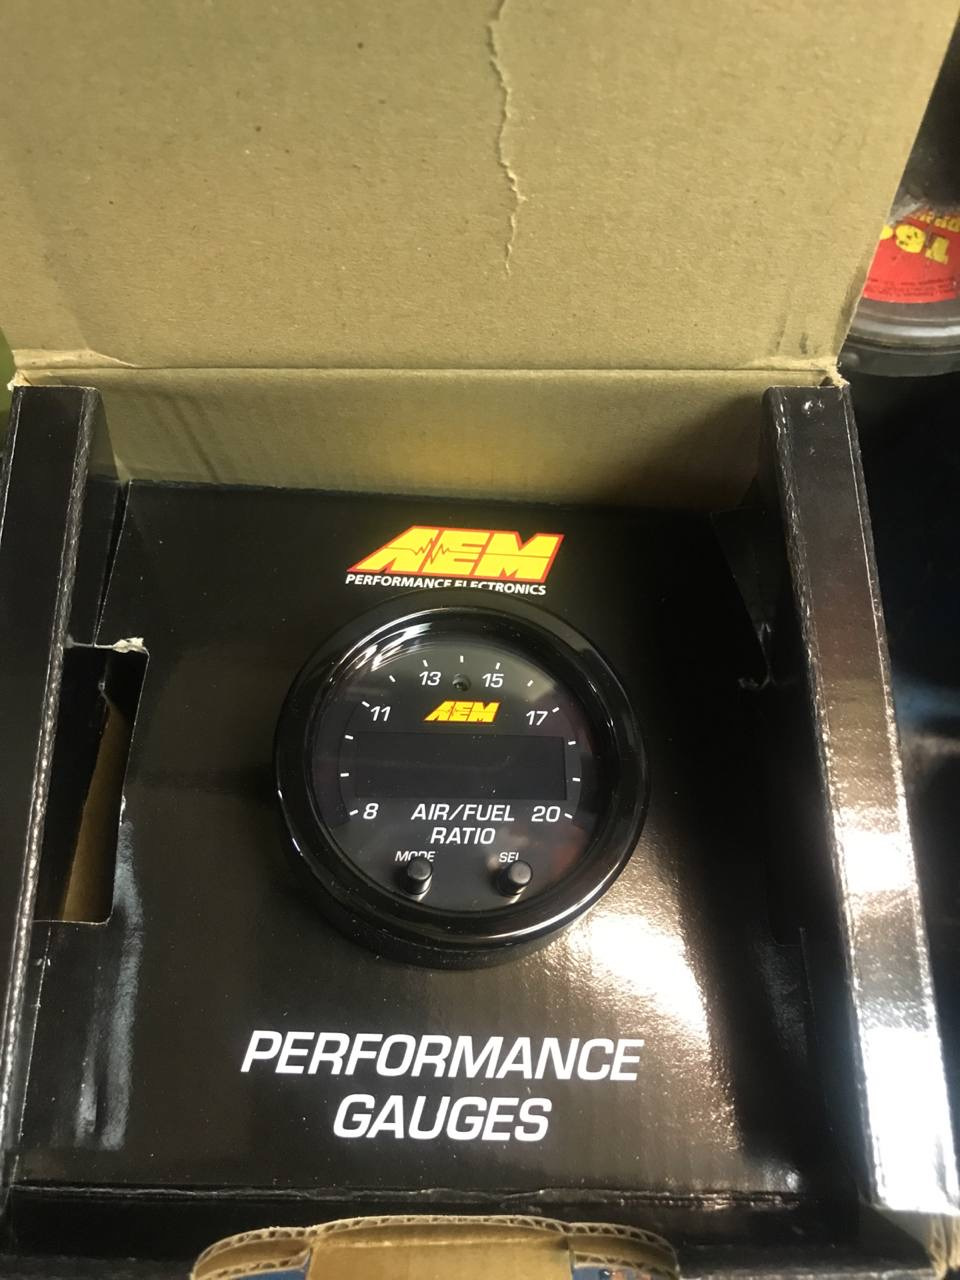 AEM
PERFORMANCE ELECTRONICS
13 15
11 17
AEM
8 AIR/FUEL 20
RATIO
MODE SEL
PERFORMANCE
GAUGES